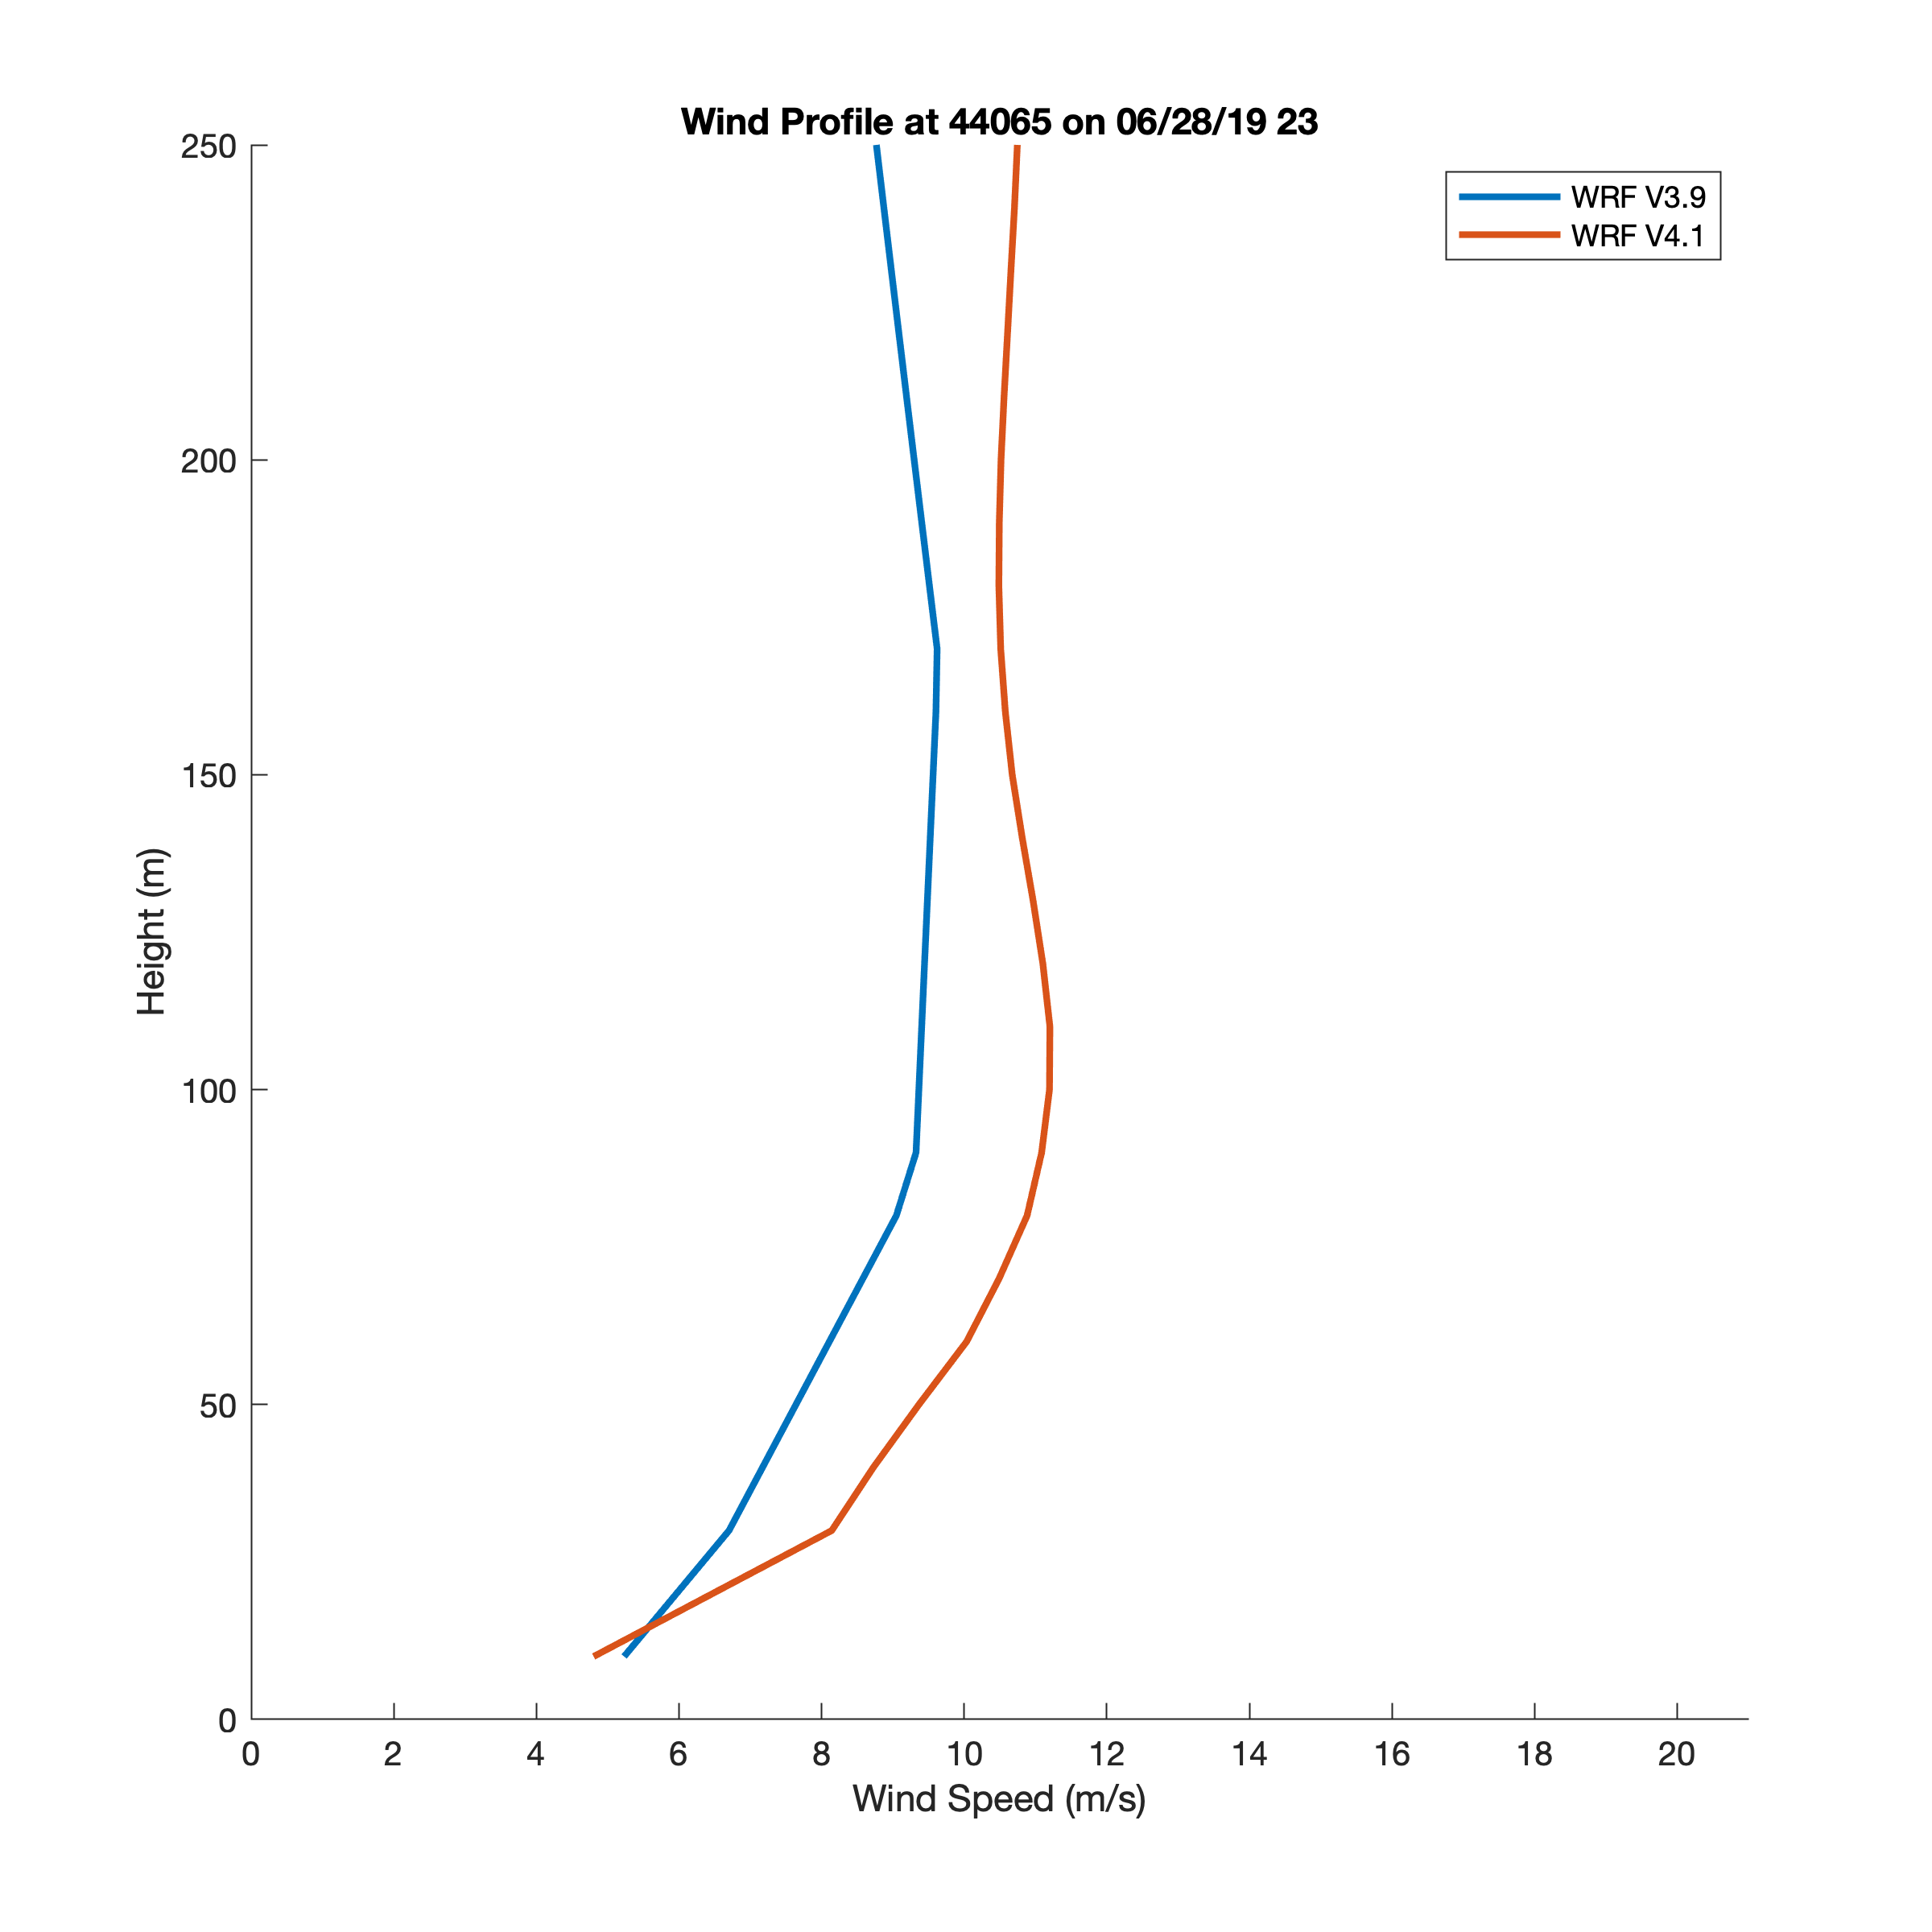 Wind Profile at 44065 on 06/28/19 23
WRF V3.9
WRF V4.1
250
200
150
100
50
0
Height (m)
0 2 4 6 8 10 12 14 16 18 20
Wind Speed (m/s)